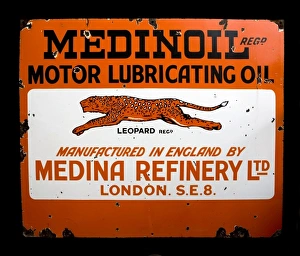 MEDINOIL REGD
MOTOR LUBRICATING OIL
LEOPARD REGD
MANUFACTURED IN ENGLAND BY
MEDINA REFINERY LTD
LONDON. S.E.8.